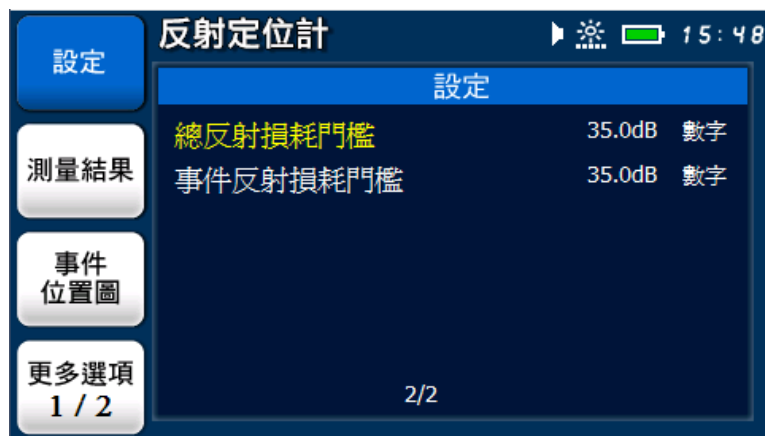 設定
反射定位計
15:48
設定
總反射損耗門檻 35.0dB 數字
事件反射損耗門檻 35.0dB 數字
測量結果
事件
位置圖
更多選項
1 / 2
2/2